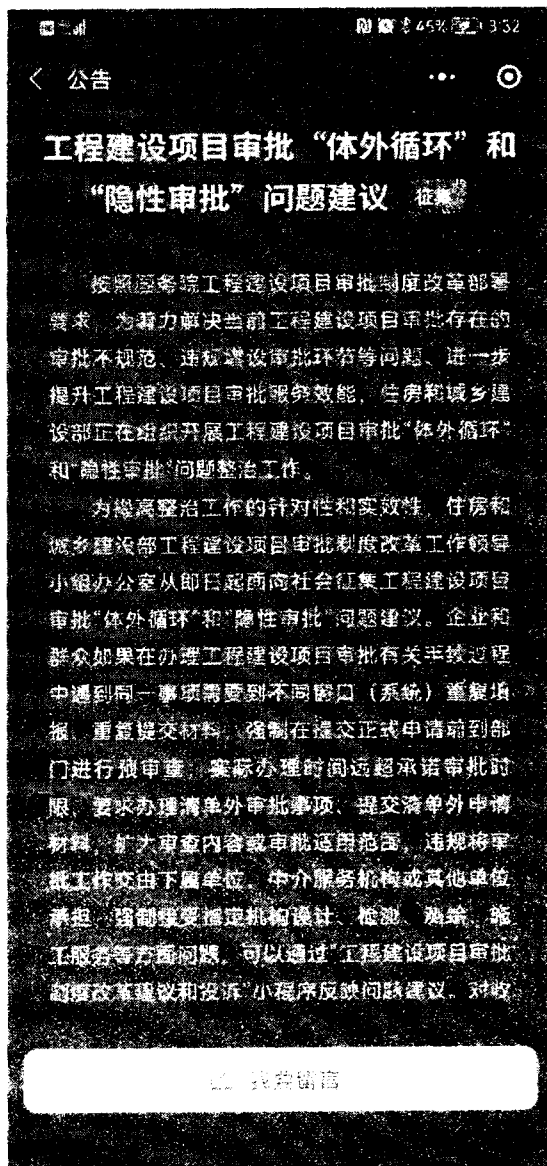 45% 3:32
公告
工程建设项目审批“体外循环”和
“隐性审批”问题建议 征集
按照国务院工程建设项目审批制度改革部署
要求，为着力解决当前工程建设项目审批存在的
审批不规范、违规增设审批环节等问题、进一步
提升工程建设项目审批服务效能，住房和城乡建
设部正在组织开展工程建设项目审批“体外循环”
和“隐性审批”问题整治工作。
为提高整治工作的针对性和实效性，住房和
城乡建设部工程建设项目审批制度改革工作领导
小组办公室从即日起面向社会征集工程建设项目
审批“体外循环”和“隐性审批”问题建议。企业和
群众如果在办理工程建设项目审批有关手续过程
中遇到同一事项需要到不同窗口（系统）重复填
报、重复提交材料，强制在提交正式申请前到部
门进行预审查，实际办理时间远超承诺审批时
限，要求办理清单外审批事项、提交清单外申请
材料，扩大审查内容或审批适用范围，违规将审
批工作交由下属单位、中介服务机构或其他单位
承担，强制接受指定机构设计、检测、测绘、施
工服务等方面问题，可以通过“工程建设项目审批
制度改革建议和投诉”小程序反映问题建议。对收
我要留言